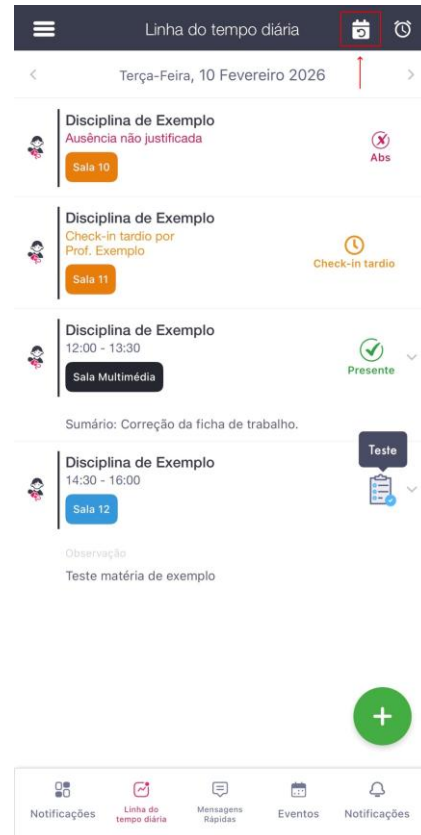 Linha do tempo diária
Terça-Feira, 10 Fevereiro 2026
Disciplina de Exemplo
Ausência não justificada
Sala 10
Abs
Disciplina de Exemplo
Check-in tardio por
Prof. Exemplo
Sala 11
Check-in tardio
Disciplina de Exemplo
12:00 - 13:30
Sala Multimédia
Presente
Sumário: Correção da ficha de trabalho.
Teste
Disciplina de Exemplo
14:30 - 16:00
Sala 12
Observação
Teste matéria de exemplo
Notificações
Linha do
tempo diária
Mensagens
Rápidas
Eventos
Notificações